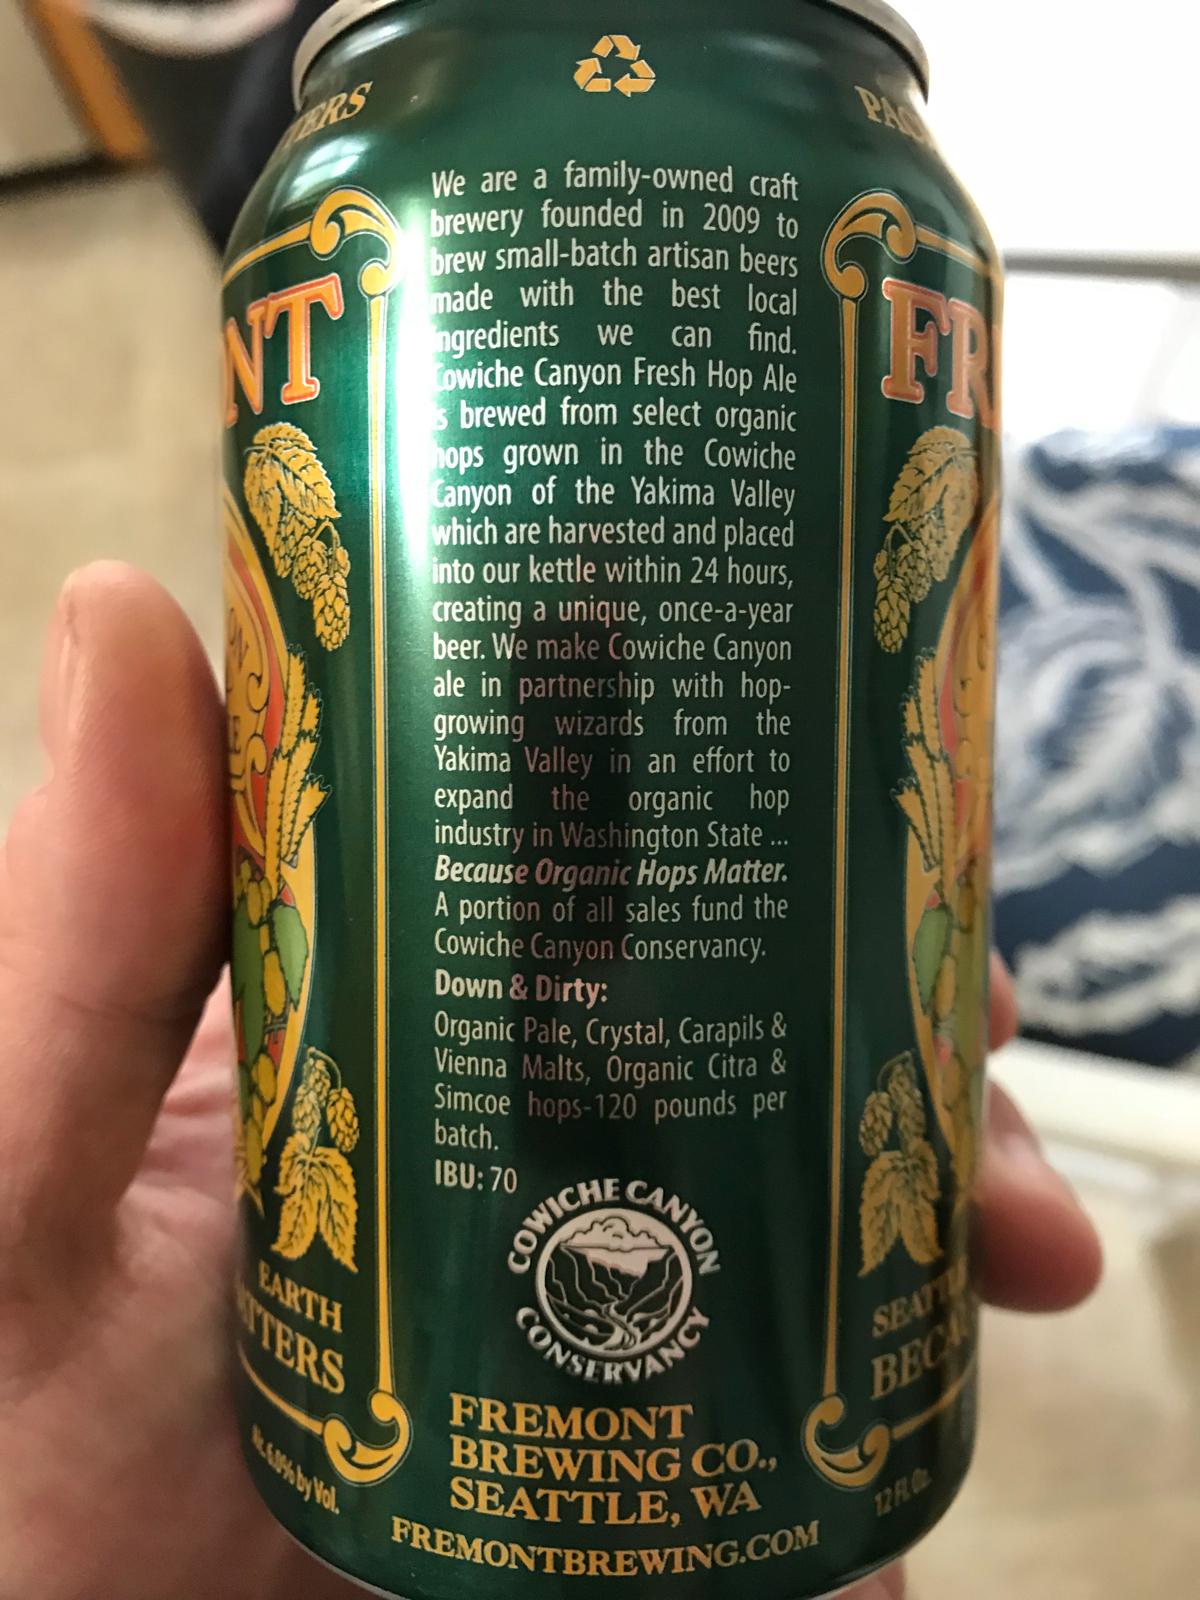 We are a family-owned craft
brewery founded in 2009 to
brew small-batch artisan beers
made with the best local
ingredients we can find.
Cowiche Canyon Fresh Hop Ale
is brewed from select organic
hops grown in the Cowiche
Canyon of the Yakima Valley
which are harvested and placed
into our kettle within 24 hours,
creating a unique, once-a-year
beer. We make Cowiche Canyon
ale in partnership with hop-
growing wizards from the
Yakima Valley in an effort to
expand the organic hop
industry in Washington State ...
Because Organic Hops Matter.
A portion of all sales fund the
Cowiche Canyon Conservancy.
Down & Dirty:
Organic Pale, Crystal, Carapils &
Vienna Malts, Organic Citra &
Simcoe hops-120 pounds per
batch.
IBU: 70
COWICHE CANYON
CONSERVANCY
FREMONT
BREWING CO.,
SEATTLE, WA
FREMONTBREWING.COM
EARTH
Alc 6.0% by Vol.
12 Fl. Oz.